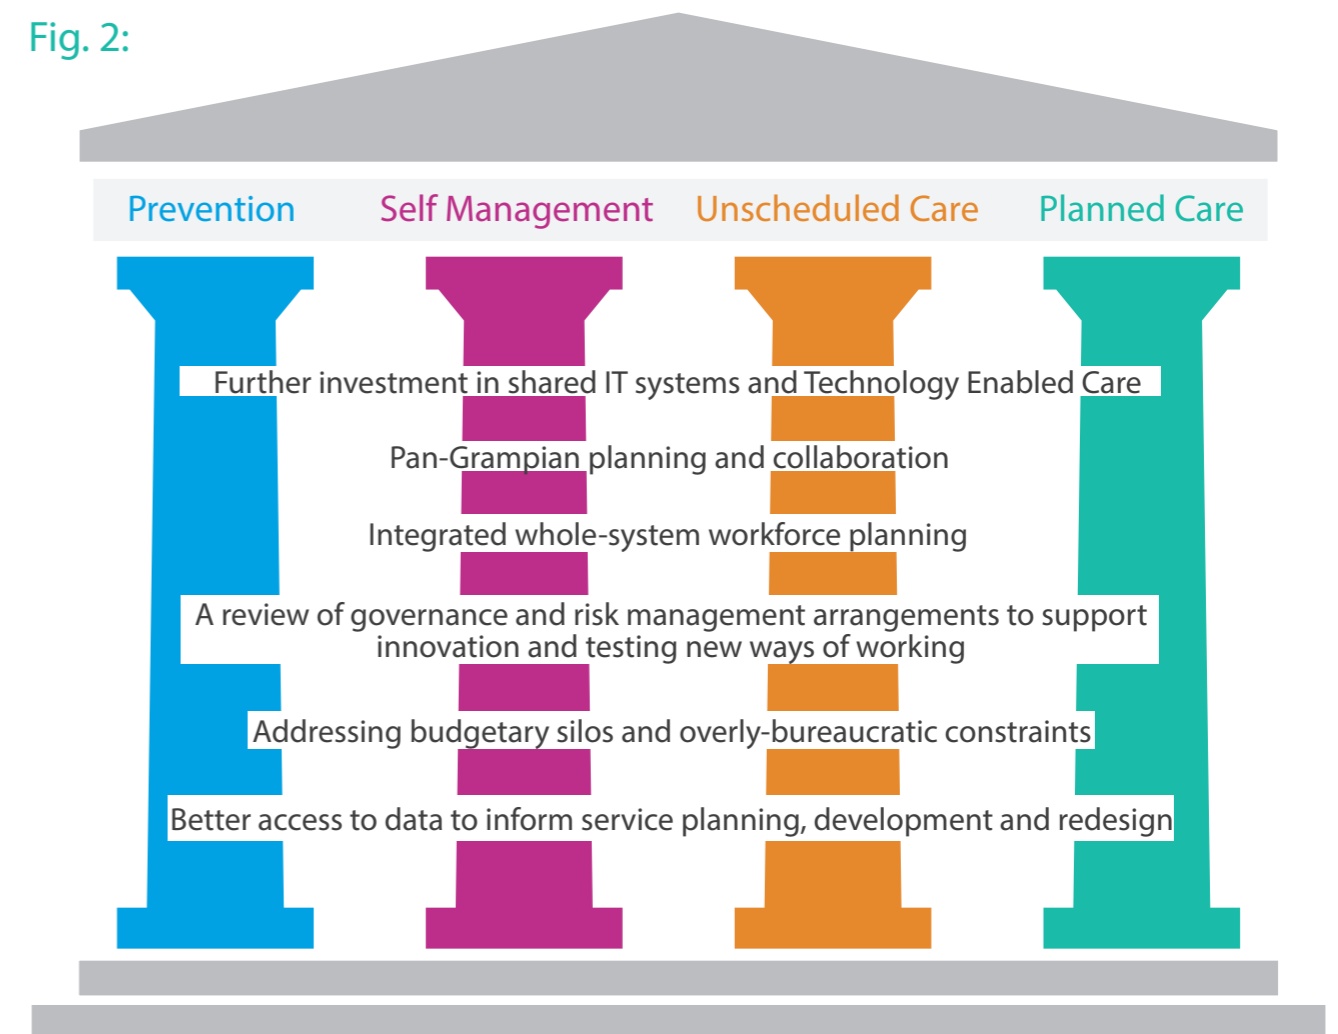 Fig. 2:
Prevention Self Management Unscheduled Care Planned Care
Further investment in shared IT systems and Technology Enabled Care
Pan-Grampian planning and collaboration
Integrated whole-system workforce planning
A review of governance and risk management arrangements to support
innovation and testing new ways of working
Addressing budgetary silos and overly-bureaucratic constraints
Better access to data to inform service planning, development and redesign